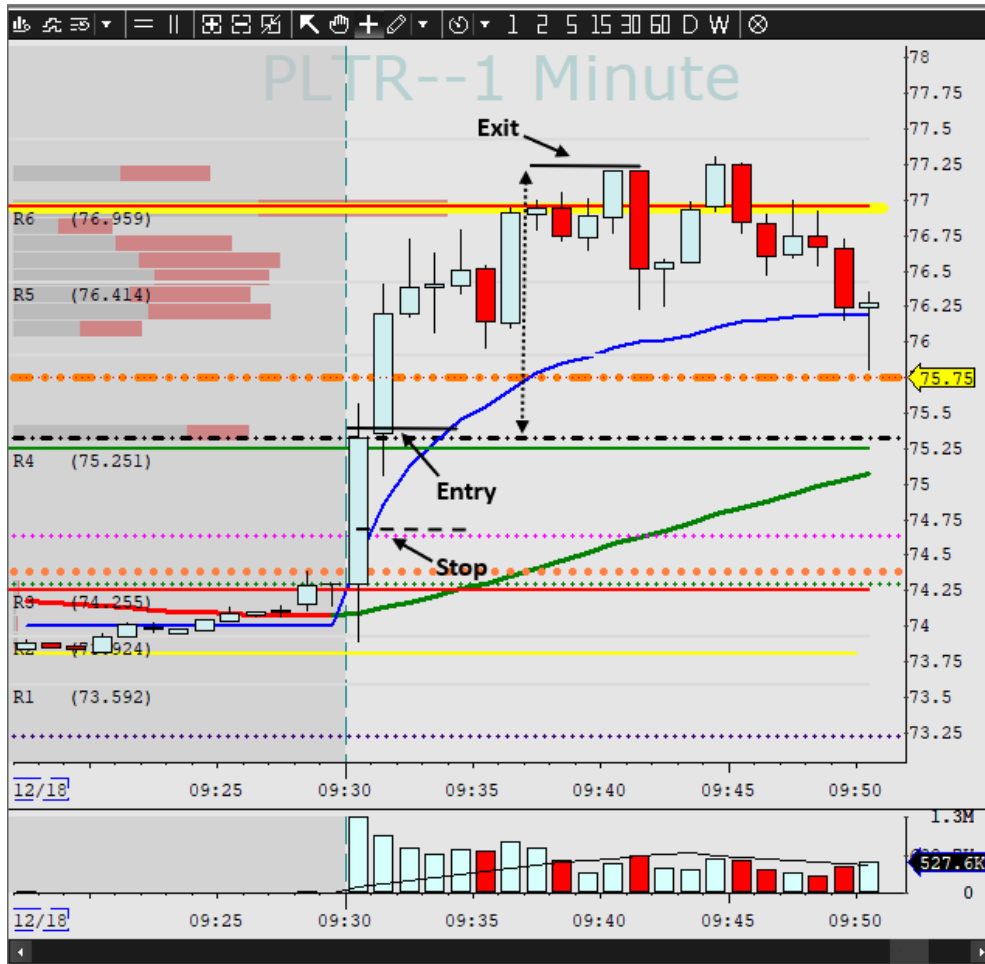 1 2 5 15 30 60 D W
PLTR--1 Minute
78
77.75
77.5
Exit
77.25
77
R6 (76.959)
76.75
76.5
R5 (76.414)
76.25
76
75.75
75.5
75.25
R4 (75.251)
75
Entry
74.75
74.5
Stop
74.25
R3 (74.255)
74
73.75
R1 (73.592)
73.5
73.25
12/18 09:25 09:30 09:35 09:40 09:45 09:50
1.3M
527.6K
0
12/18 09:25 09:30 09:35 09:40 09:45 09:50